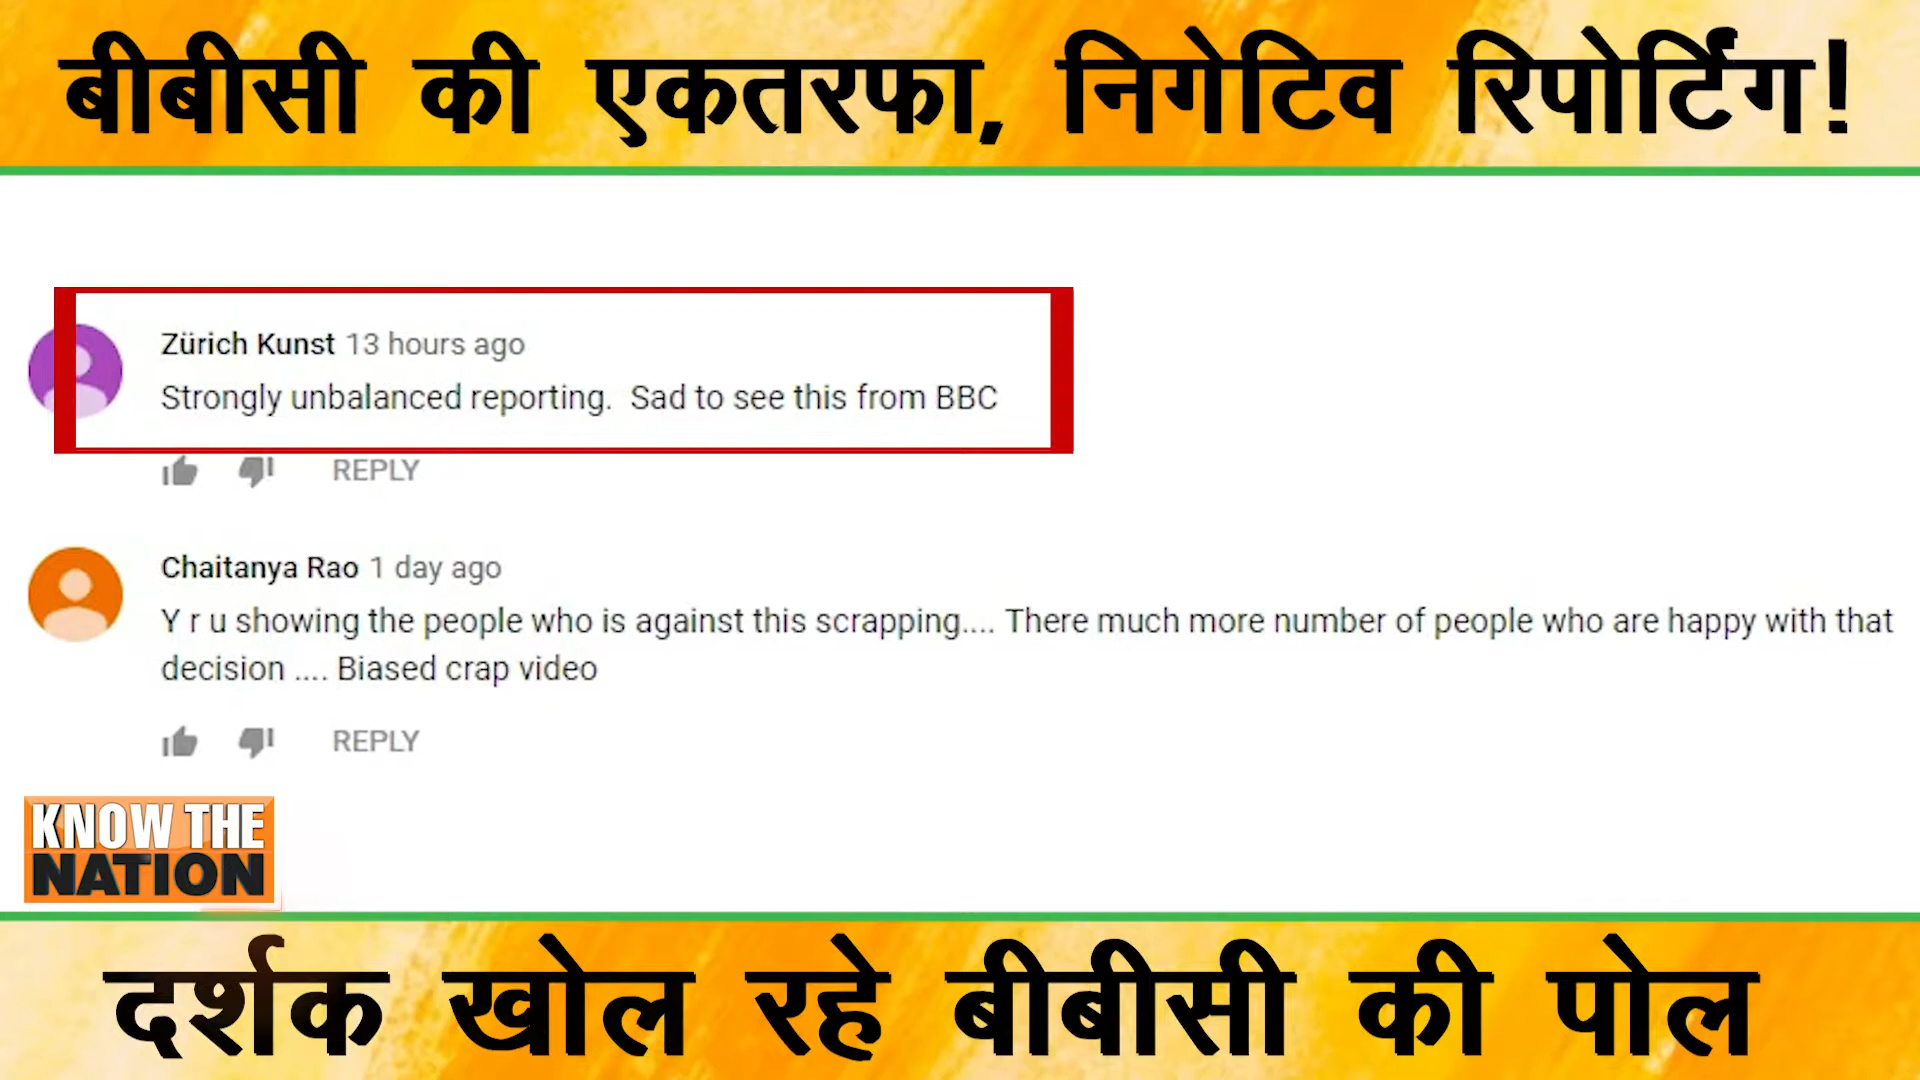 बीबीसी की एकतरफा, निगेटिव रिपोर्टिंग!
Zürich Kunst 13 hours ago
Strongly unbalanced reporting. Sad to see this from BBC
REPLY
Chaitanya Rao 1 day ago
Y r u showing the people who is against this scrapping.... There much more number of people who are happy with that
decision .... Biased crap video
REPLY
KNOW THE
NATION
दर्शक खोल रहे बीबीसी की पोल